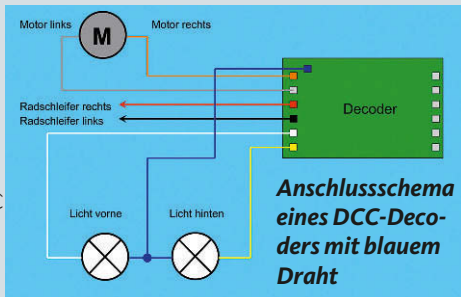 Motor links
Motor rechts
M
Radschleifer rechts
Radschleifer links
Decoder
Licht vorne
Licht hinten
Anschlussschema
eines DCC-Deco-
ders mit blauem
Draht
C